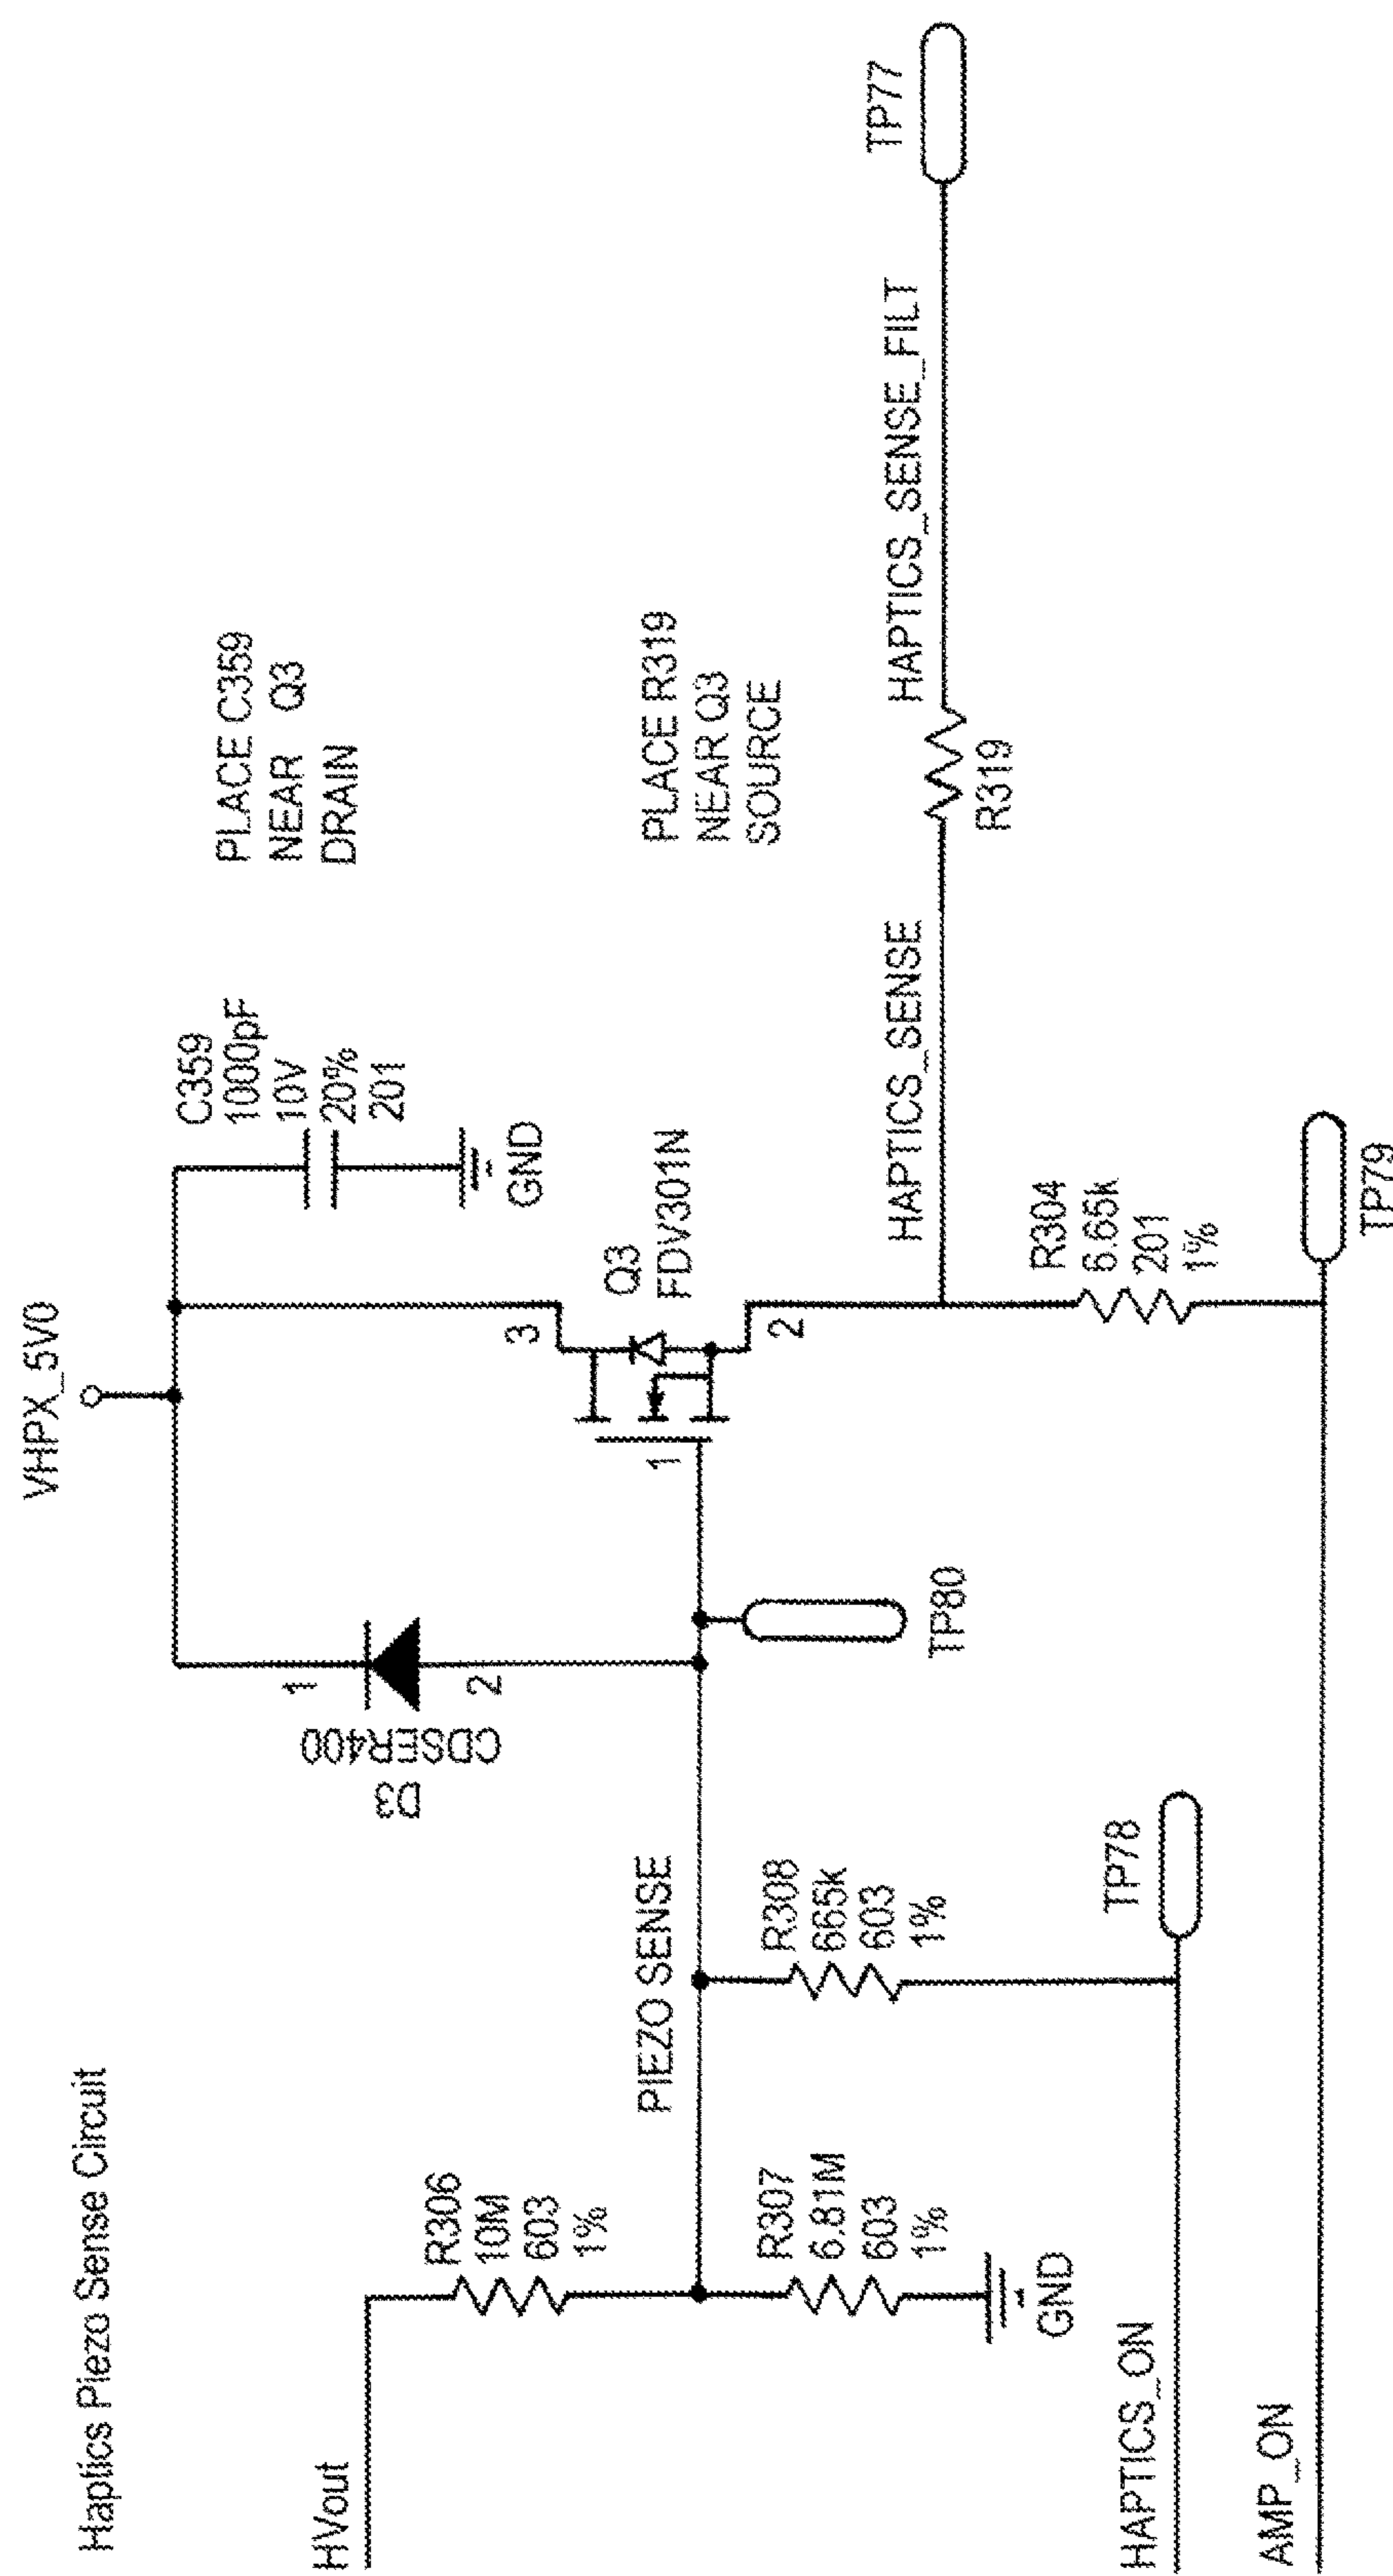 Haptics Piezo Sense Circuit
VHPX_5V0
C359
1000pF
10V
20%
201
GND
PLACE C359
NEAR Q3
DRAIN
HVout
R306
10M
603
1%
D3
CDSER400
1
2
3
1
2
Q3
FDV301N
PLACE R319
NEAR Q3
SOURCE
PIEZO SENSE
TP80
R307
6.81M
603
1%
GND
R308
665k
603
1%
HAPTICS_SENSE
R319
HAPTICS_SENSE_FILT
TP77
R304
6.65k
201
1%
HAPTICS_ON
TP78
AMP_ON
TP79